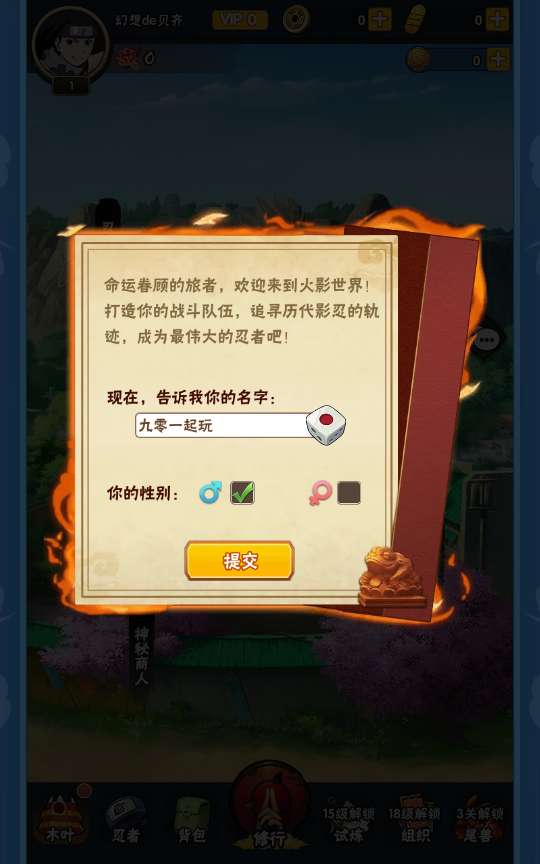 幻想de贝齐 VIP 0 0 0
0 0
1
命运眷顾的旅者，欢迎来到火影世界！
打造你的战斗队伍，追寻历代影忍的轨
迹，成为最伟大的忍者吧！
现在，告诉我你的名字：
九零一起玩
你的性别：
提交
神秘商人
15级解锁 18级解锁 3关解锁
木叶 忍者 背包 修行 试炼 组织 尾兽